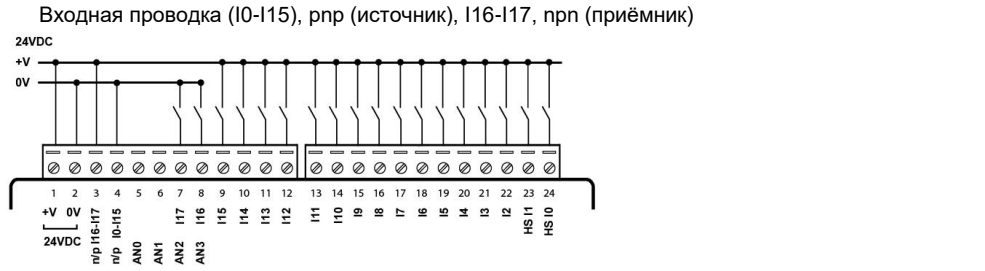 Входная проводка (I0-I15), pnp (источник), I16-I17, npn (приёмник)
24VDC
+V
0V
1 2 3 4 5 6 7 8 9 10 11 12 13 14 15 16 17 18 19 20 21 22 23 24
+V 0V
24VDC
n/p I16-I17
n/p I0-I15
AN0
AN1
AN2 I17
AN3 I16
I15
I14
I13
I12
I11
I10
I9
I8
I7
I6
I5
I4
I3
I2
HS I1
HS I0